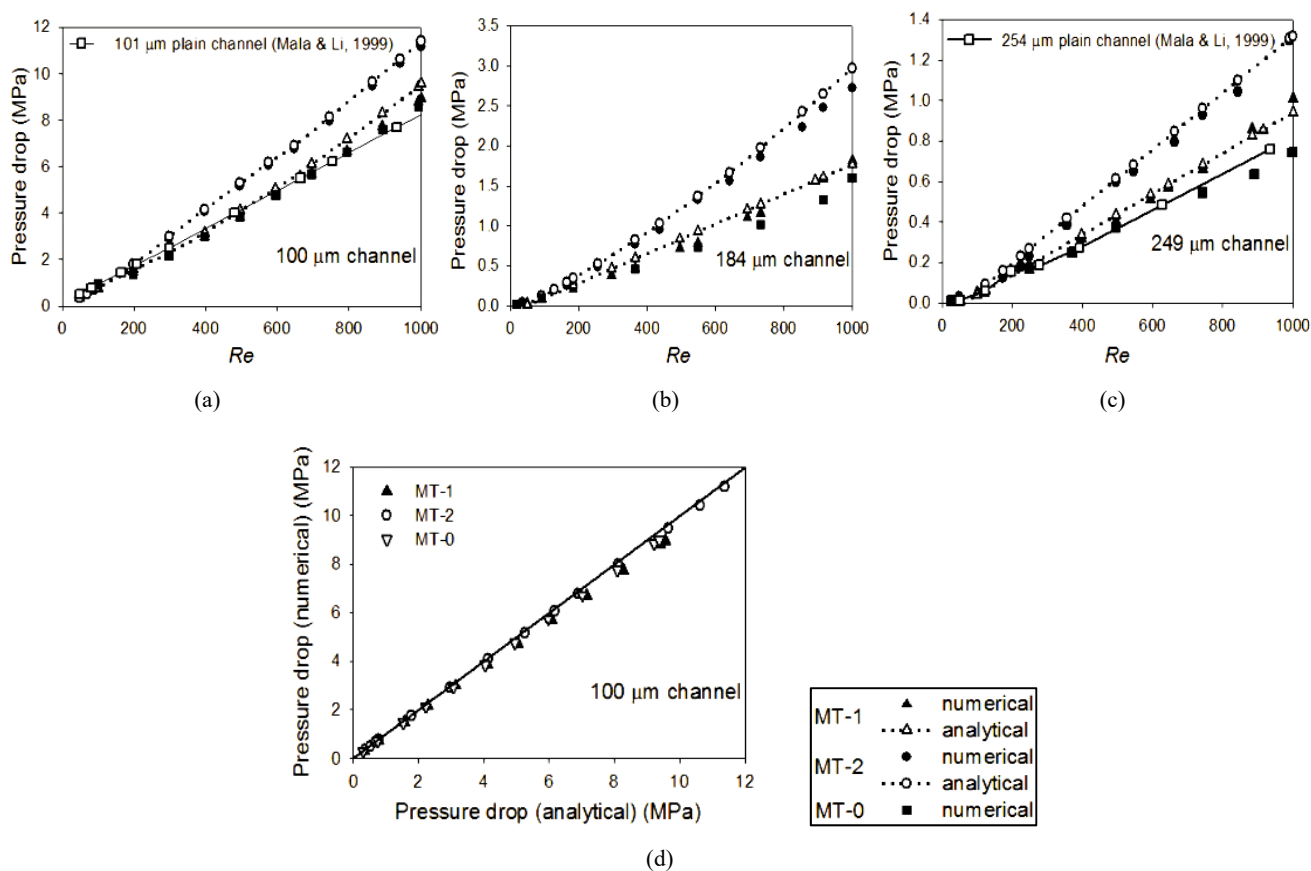 12
10
8
6
4
2
0
Pressure drop (MPa)
101 μm plain channel (Mala & Li, 1999)
100 μm channel
0 200 400 600 800 1000
Re
(a)
3.5
3.0
2.5
2.0
1.5
1.0
0.5
0.0
Pressure drop (MPa)
184 μm channel
0 200 400 600 800 1000
Re
(b)
1.4
1.2
1.0
0.8
0.6
0.4
0.2
0.0
Pressure drop (MPa)
254 μm plain channel (Mala & Li, 1999)
249 μm channel
0 200 400 600 800 1000
Re
(c)
12
10
8
6
4
2
0
Pressure drop (numerical) (MPa)
MT-1
MT-2
MT-0
100 μm channel
0 2 4 6 8 10 12
Pressure drop (analytical) (MPa)
(d)
MT-1 numerical
analytical
MT-2 numerical
analytical
MT-0 numerical